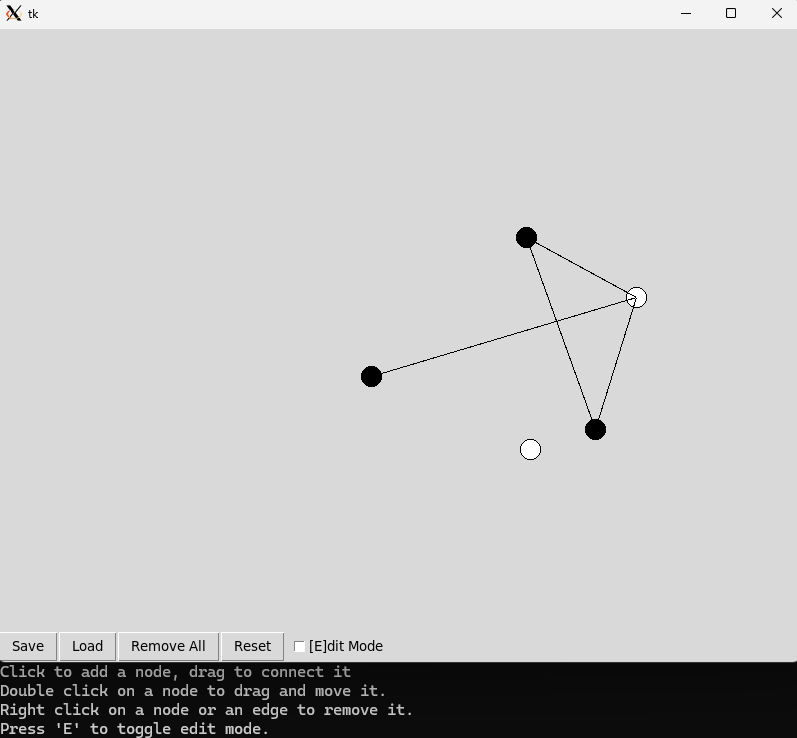 tk
Save Load Remove All Reset [E]dit Mode
Click to add a node, drag to connect it
Double click on a node to drag and move it.
Right click on a node or an edge to remove it.
Press 'E' to toggle edit mode.